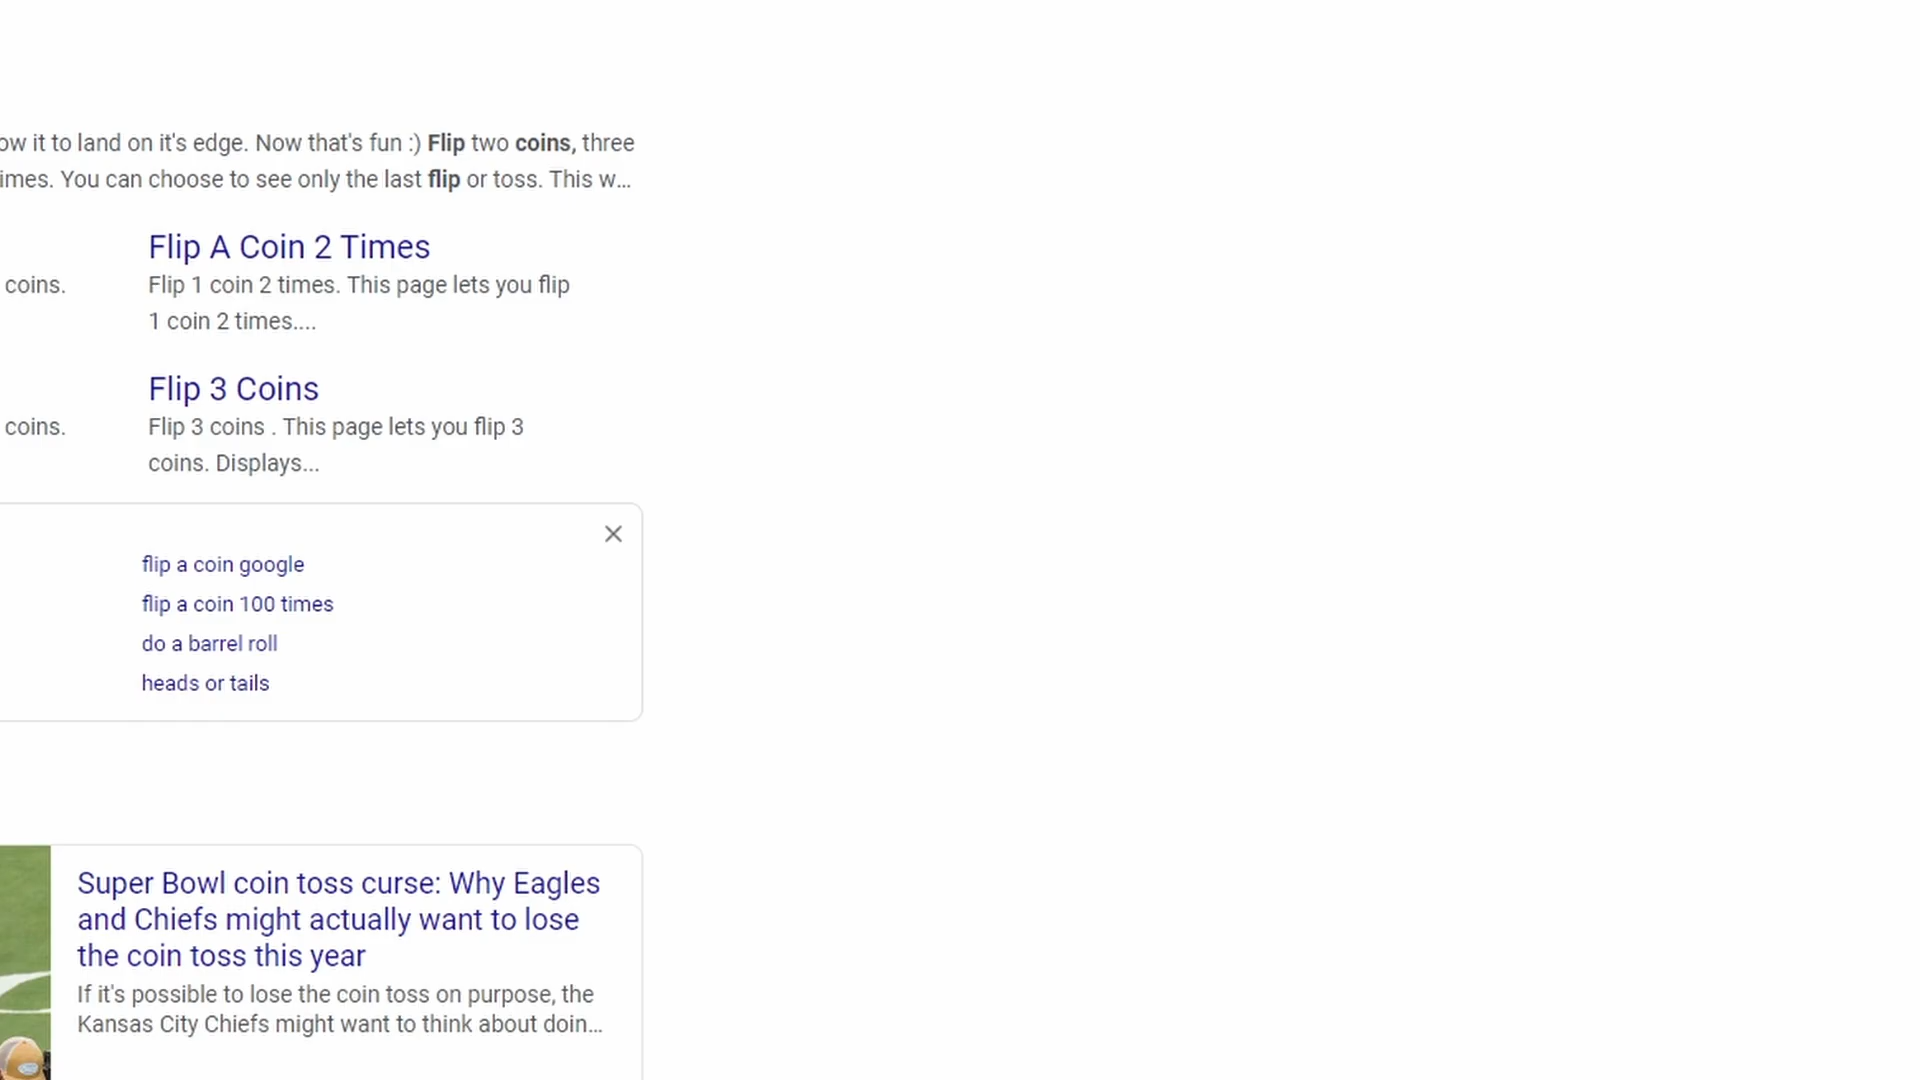 ow it to land on it's edge. Now that's fun :) Flip two coins, three
imes. You can choose to see only the last flip or toss. This w...
Flip A Coin 2 Times
coins.
Flip 1 coin 2 times. This page lets you flip
1 coin 2 times....
Flip 3 Coins
coins.
Flip 3 coins . This page lets you flip 3
coins. Displays...
flip a coin google
flip a coin 100 times
do a barrel roll
heads or tails
Super Bowl coin toss curse: Why Eagles
and Chiefs might actually want to lose
the coin toss this year
If it's possible to lose the coin toss on purpose, the
Kansas City Chiefs might want to think about doin...